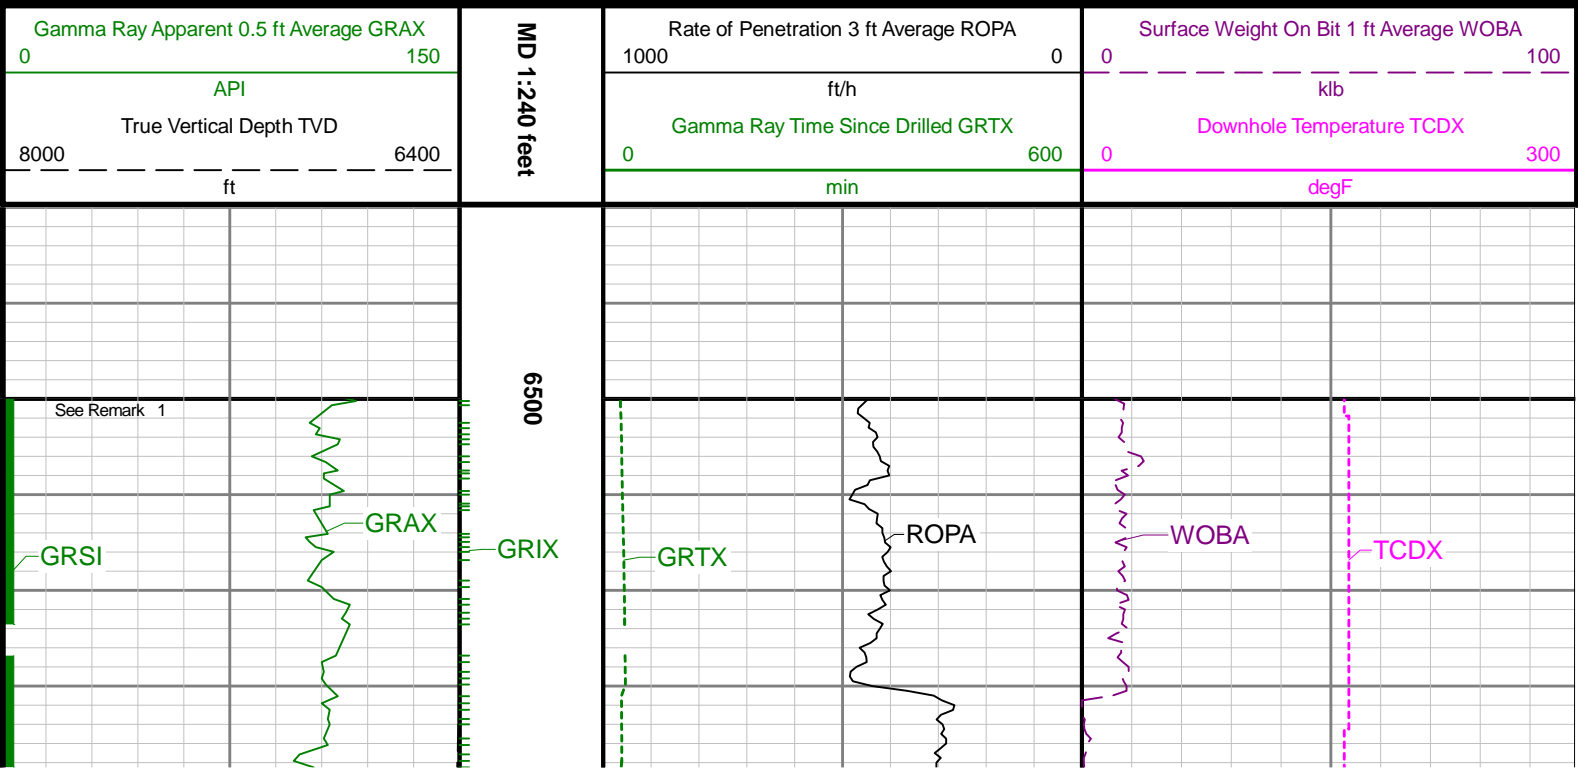 Gamma Ray Apparent 0.5 ft Average GRAX
0 150
API
True Vertical Depth TVD
8000 6400
ft
MD 1:240 feet
Rate of Penetration 3 ft Average ROPA
1000 0
ft/h
Gamma Ray Time Since Drilled GRTX
0 600
min
Surface Weight On Bit 1 ft Average WOBA
0 100
klb
Downhole Temperature TCDX
0 300
degF
6500
See Remark 1
GRAX
GRSI
GRIX
GRTX
ROPA
WOBA
TCDX